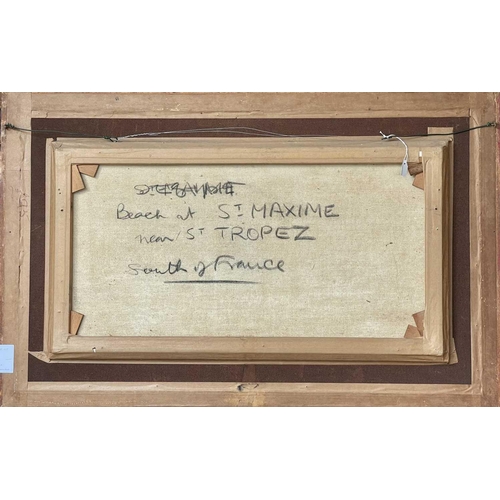 Beach at ST MAXIME
near ST TROPEZ
South of France